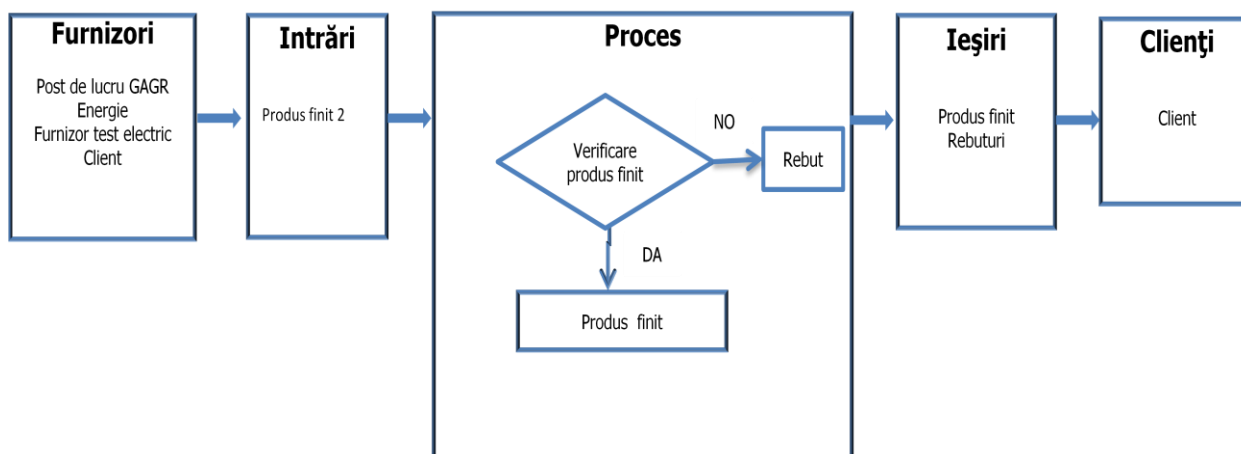 Furnizori
Post de lucru GAGR
Energie
Furnizor test electric
Client
Intrări
Produs finit 2
Proces
Verificare
produs finit
NO
Rebut
DA
Produs finit
Ieşiri
Produs finit
Rebuturi
Clienţi
Client